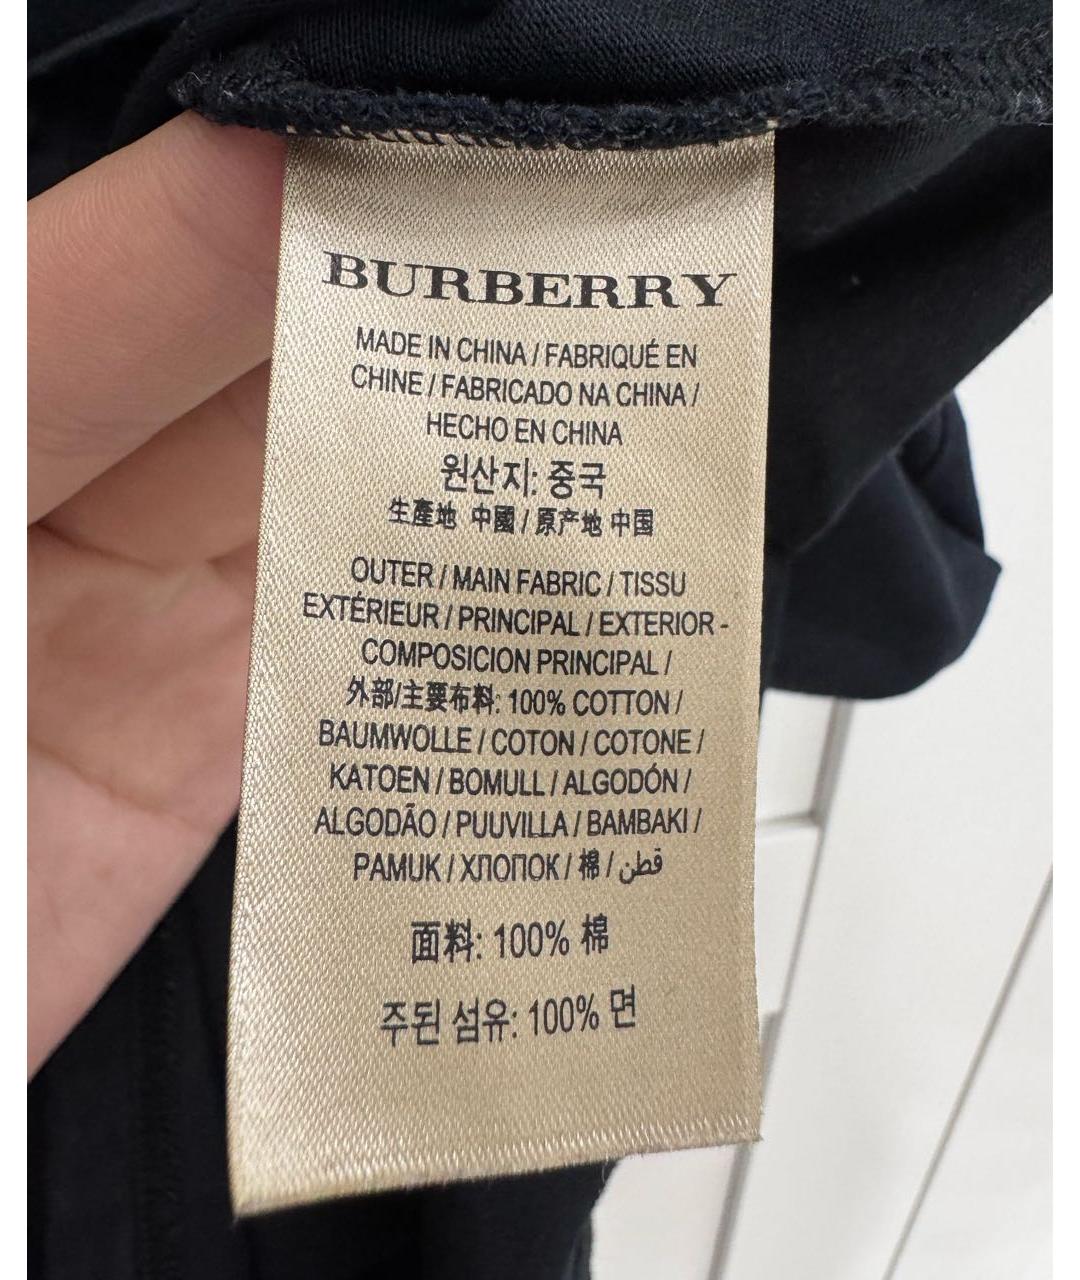 BURBERRY
MADE IN CHINA / FABRIQUÉ EN
CHINE / FABRICADO NA CHINA /
HECHO EN CHINA
원산지: 중국
生產地 中國 / 原产地 中国
OUTER / MAIN FABRIC / TISSU
EXTÉRIEUR / PRINCIPAL / EXTERIOR -
COMPOSICION PRINCIPAL /
外部/主要布料: 100% COTTON /
BAUMWOLLE / COTON / COTONE /
KATOEN / BOMULL / ALGODÓN /
ALGODÃO / PUUVILLA / BAMBAKI /
PAMUK / ХЛОПОК / 棉 / قطن
面料: 100% 棉
주된 섬유: 100% 면